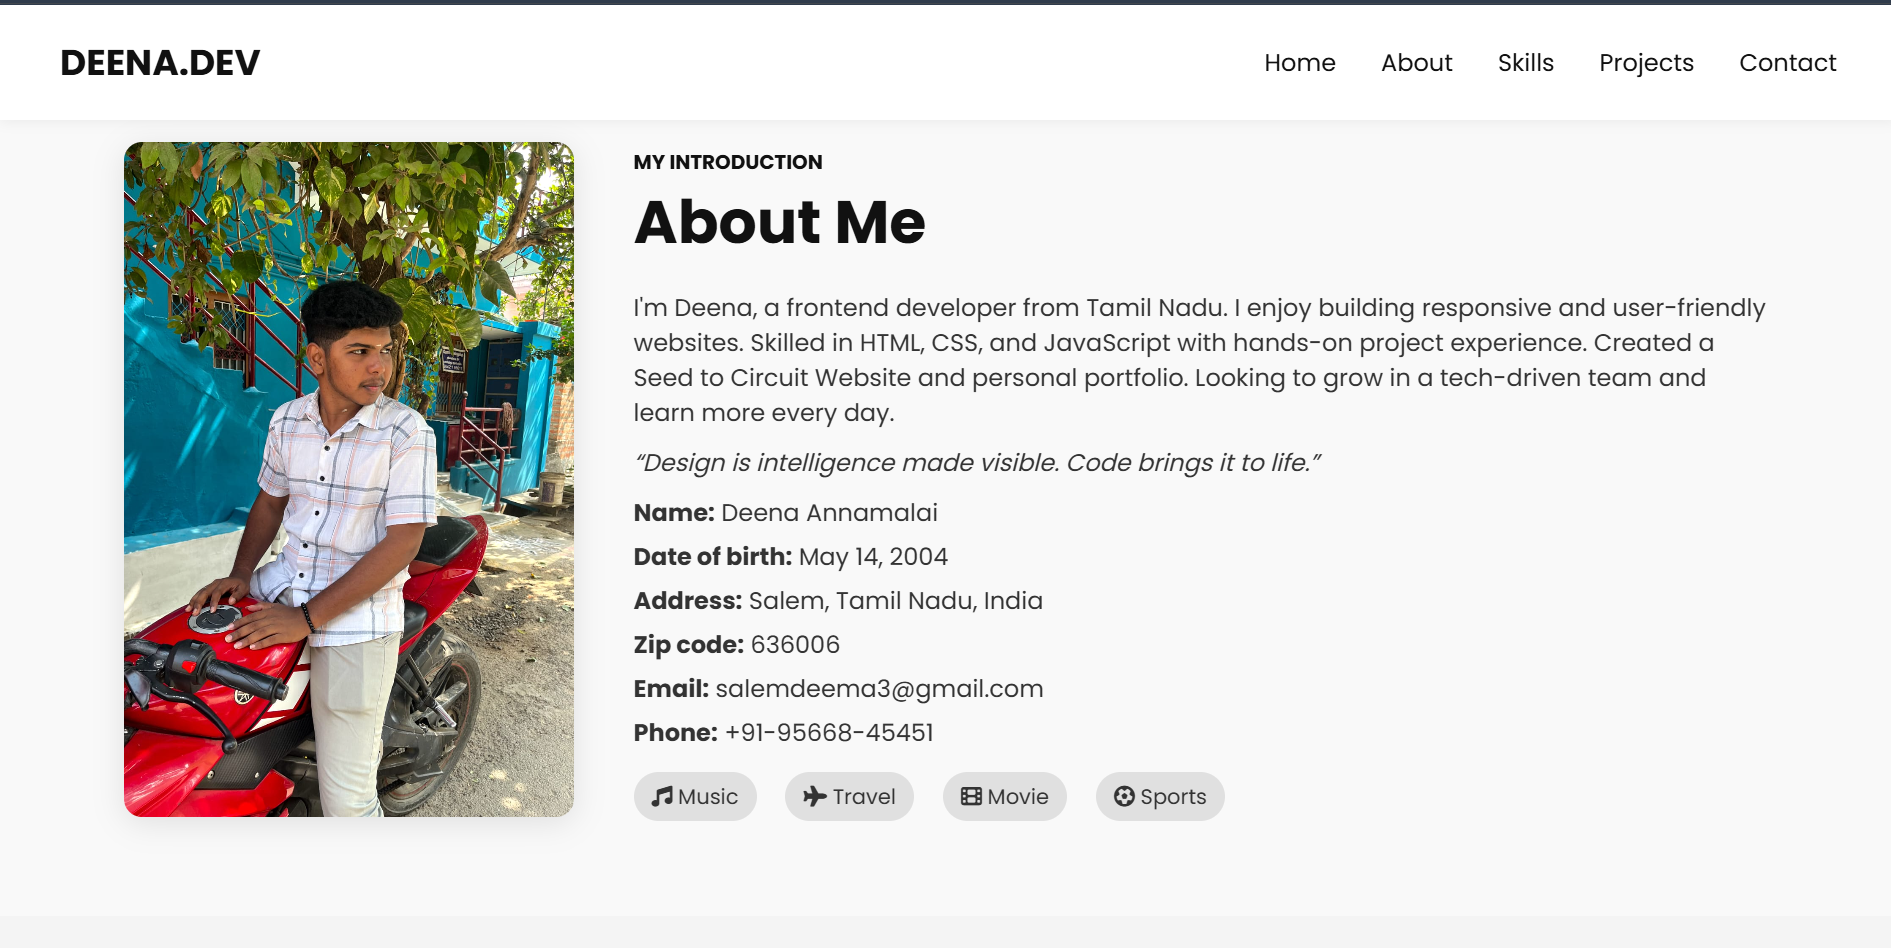 DEENA.DEV
Home About Skills Projects Contact
MY INTRODUCTION
About Me
I'm Deena, a frontend developer from Tamil Nadu. I enjoy building responsive and user-friendly
websites. Skilled in HTML, CSS, and JavaScript with hands-on project experience. Created a
Seed to Circuit Website and personal portfolio. Looking to grow in a tech-driven team and
learn more every day.
“Design is intelligence made visible. Code brings it to life.”
Name: Deena Annamalai
Date of birth: May 14, 2004
Address: Salem, Tamil Nadu, India
Zip code: 636006
Email: salemdeema3@gmail.com
Phone: +91-95668-45451
Music Travel Movie Sports